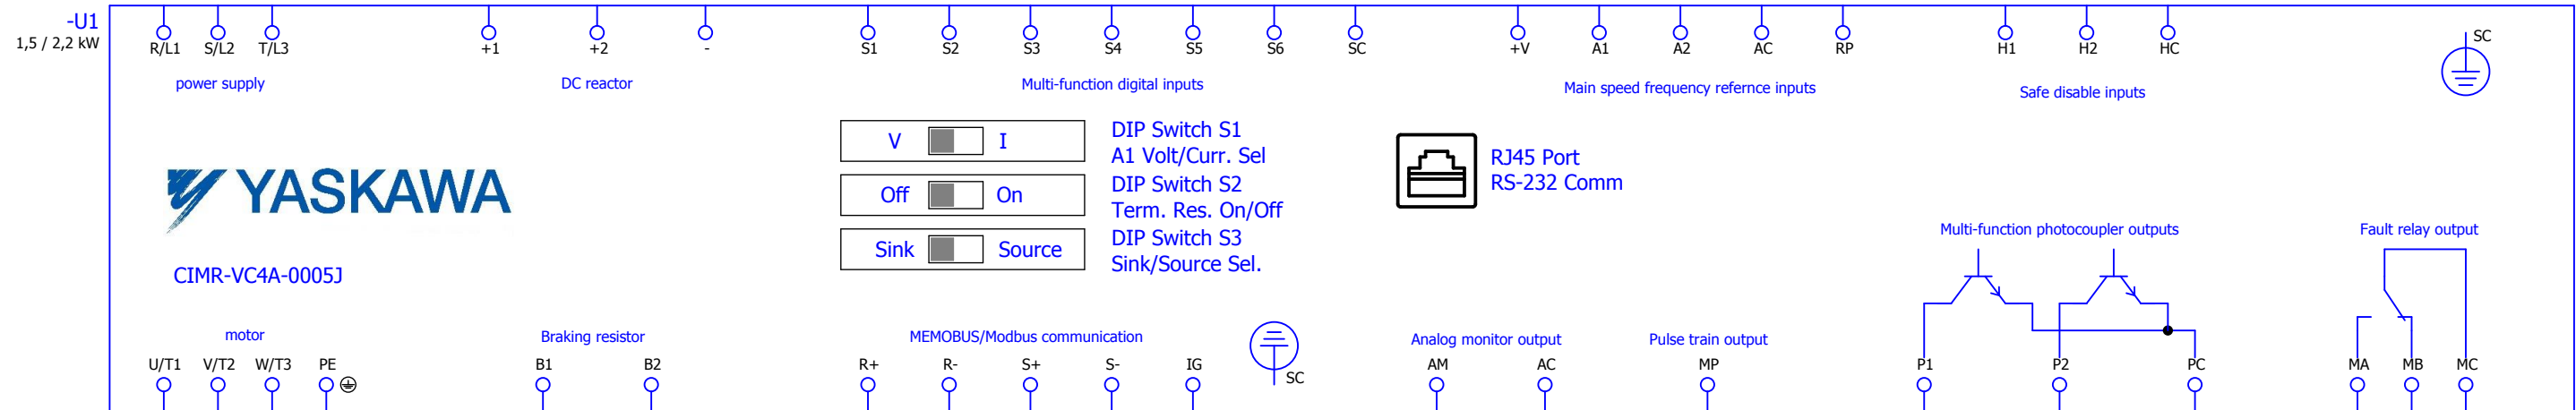 -U1
1,5 / 2,2 kW
R/L1 S/L2 T/L3 +1 +2 - S1 S2 S3 S4 S5 S6 SC +V A1 A2 AC RP H1 H2 HC SC
power supply DC reactor Multi-function digital inputs Main speed frequency refernce inputs Safe disable inputs
V I DIP Switch S1
A1 Volt/Curr. Sel
Off On DIP Switch S2
Term. Res. On/Off
Sink Source DIP Switch S3
Sink/Source Sel.
RJ45 Port
RS-232 Comm
YASKAWA
CIMR-VC4A-0005J
Multi-function photocoupler outputs Fault relay output
motor Braking resistor MEMOBUS/Modbus communication Analog monitor output Pulse train output
U/T1 V/T2 W/T3 PE B1 B2 R+ R- S+ S- IG SC AM AC MP P1 P2 PC MA MB MC